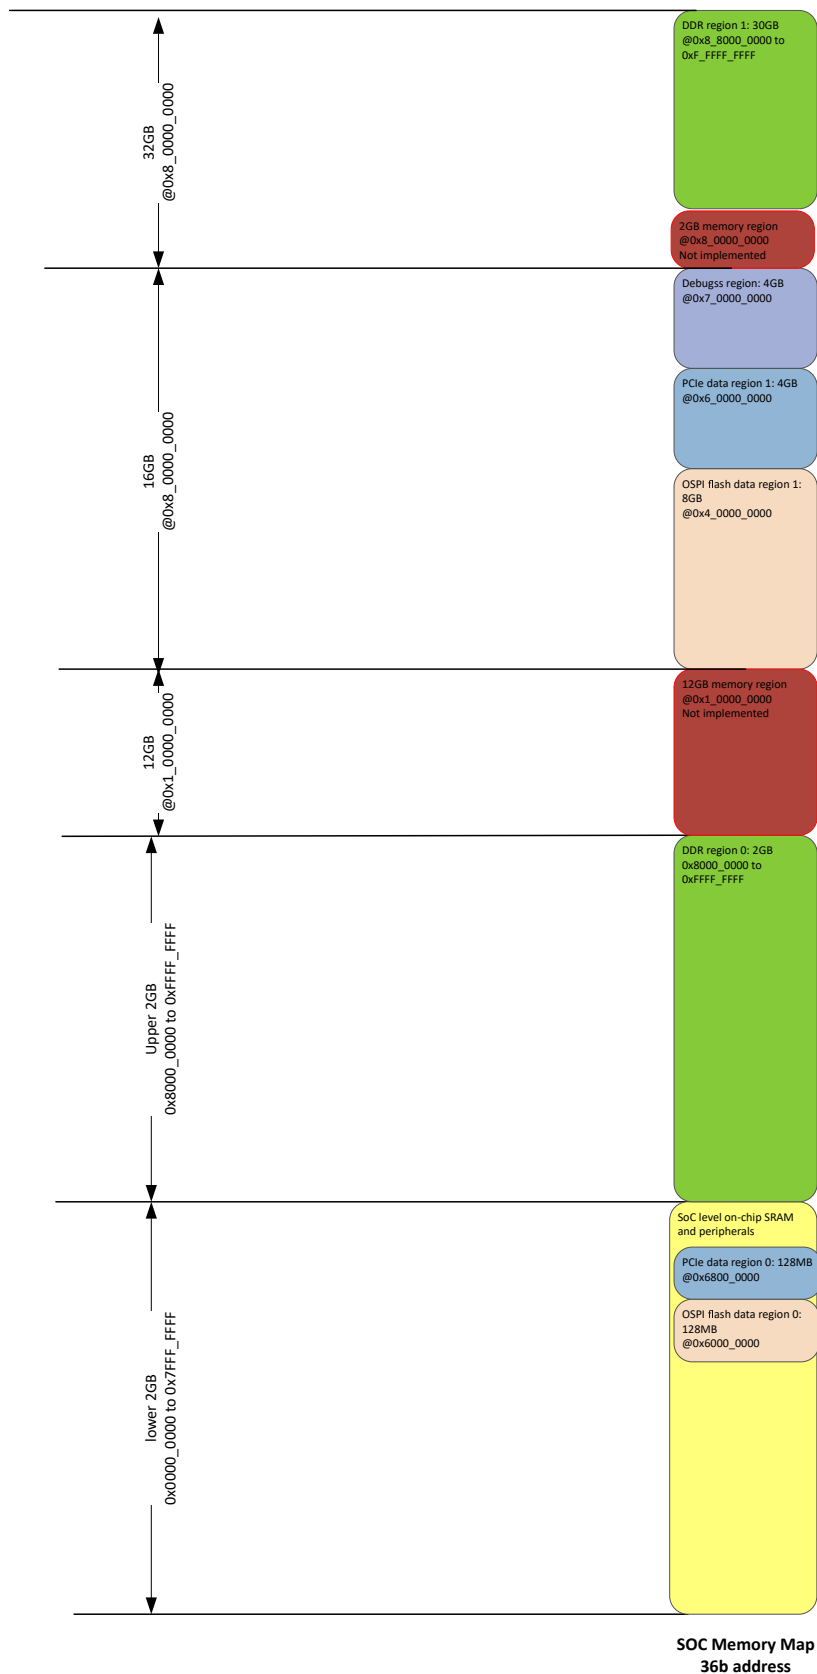 DDR region 1: 30GB
@0x8_8000_0000 to
0xF_FFFF_FFFF
32GB
@0x8_0000_0000
2GB memory region
@0x8_0000_0000
Not implemented
Debugss region: 4GB
@0x7_0000_0000
PCIe data region 1: 4GB
@0x6_0000_0000
16GB
@0x8_0000_0000
OSPI flash data region 1:
8GB
@0x4_0000_0000
12GB memory region
@0x1_0000_0000
Not implemented
12GB
@0x1_0000_0000
DDR region 0: 2GB
0x8000_0000 to
0xFFFF_FFFF
Upper 2GB
0x8000_0000 to 0xFFFF_FFFF
SoC level on-chip SRAM
and peripherals
PCIe data region 0: 128MB
@0x6800_0000
OSPI flash data region 0:
128MB
@0x6000_0000
lower 2GB
0x0000_0000 to 0x7FFF_FFFF
SOC Memory Map
36b address